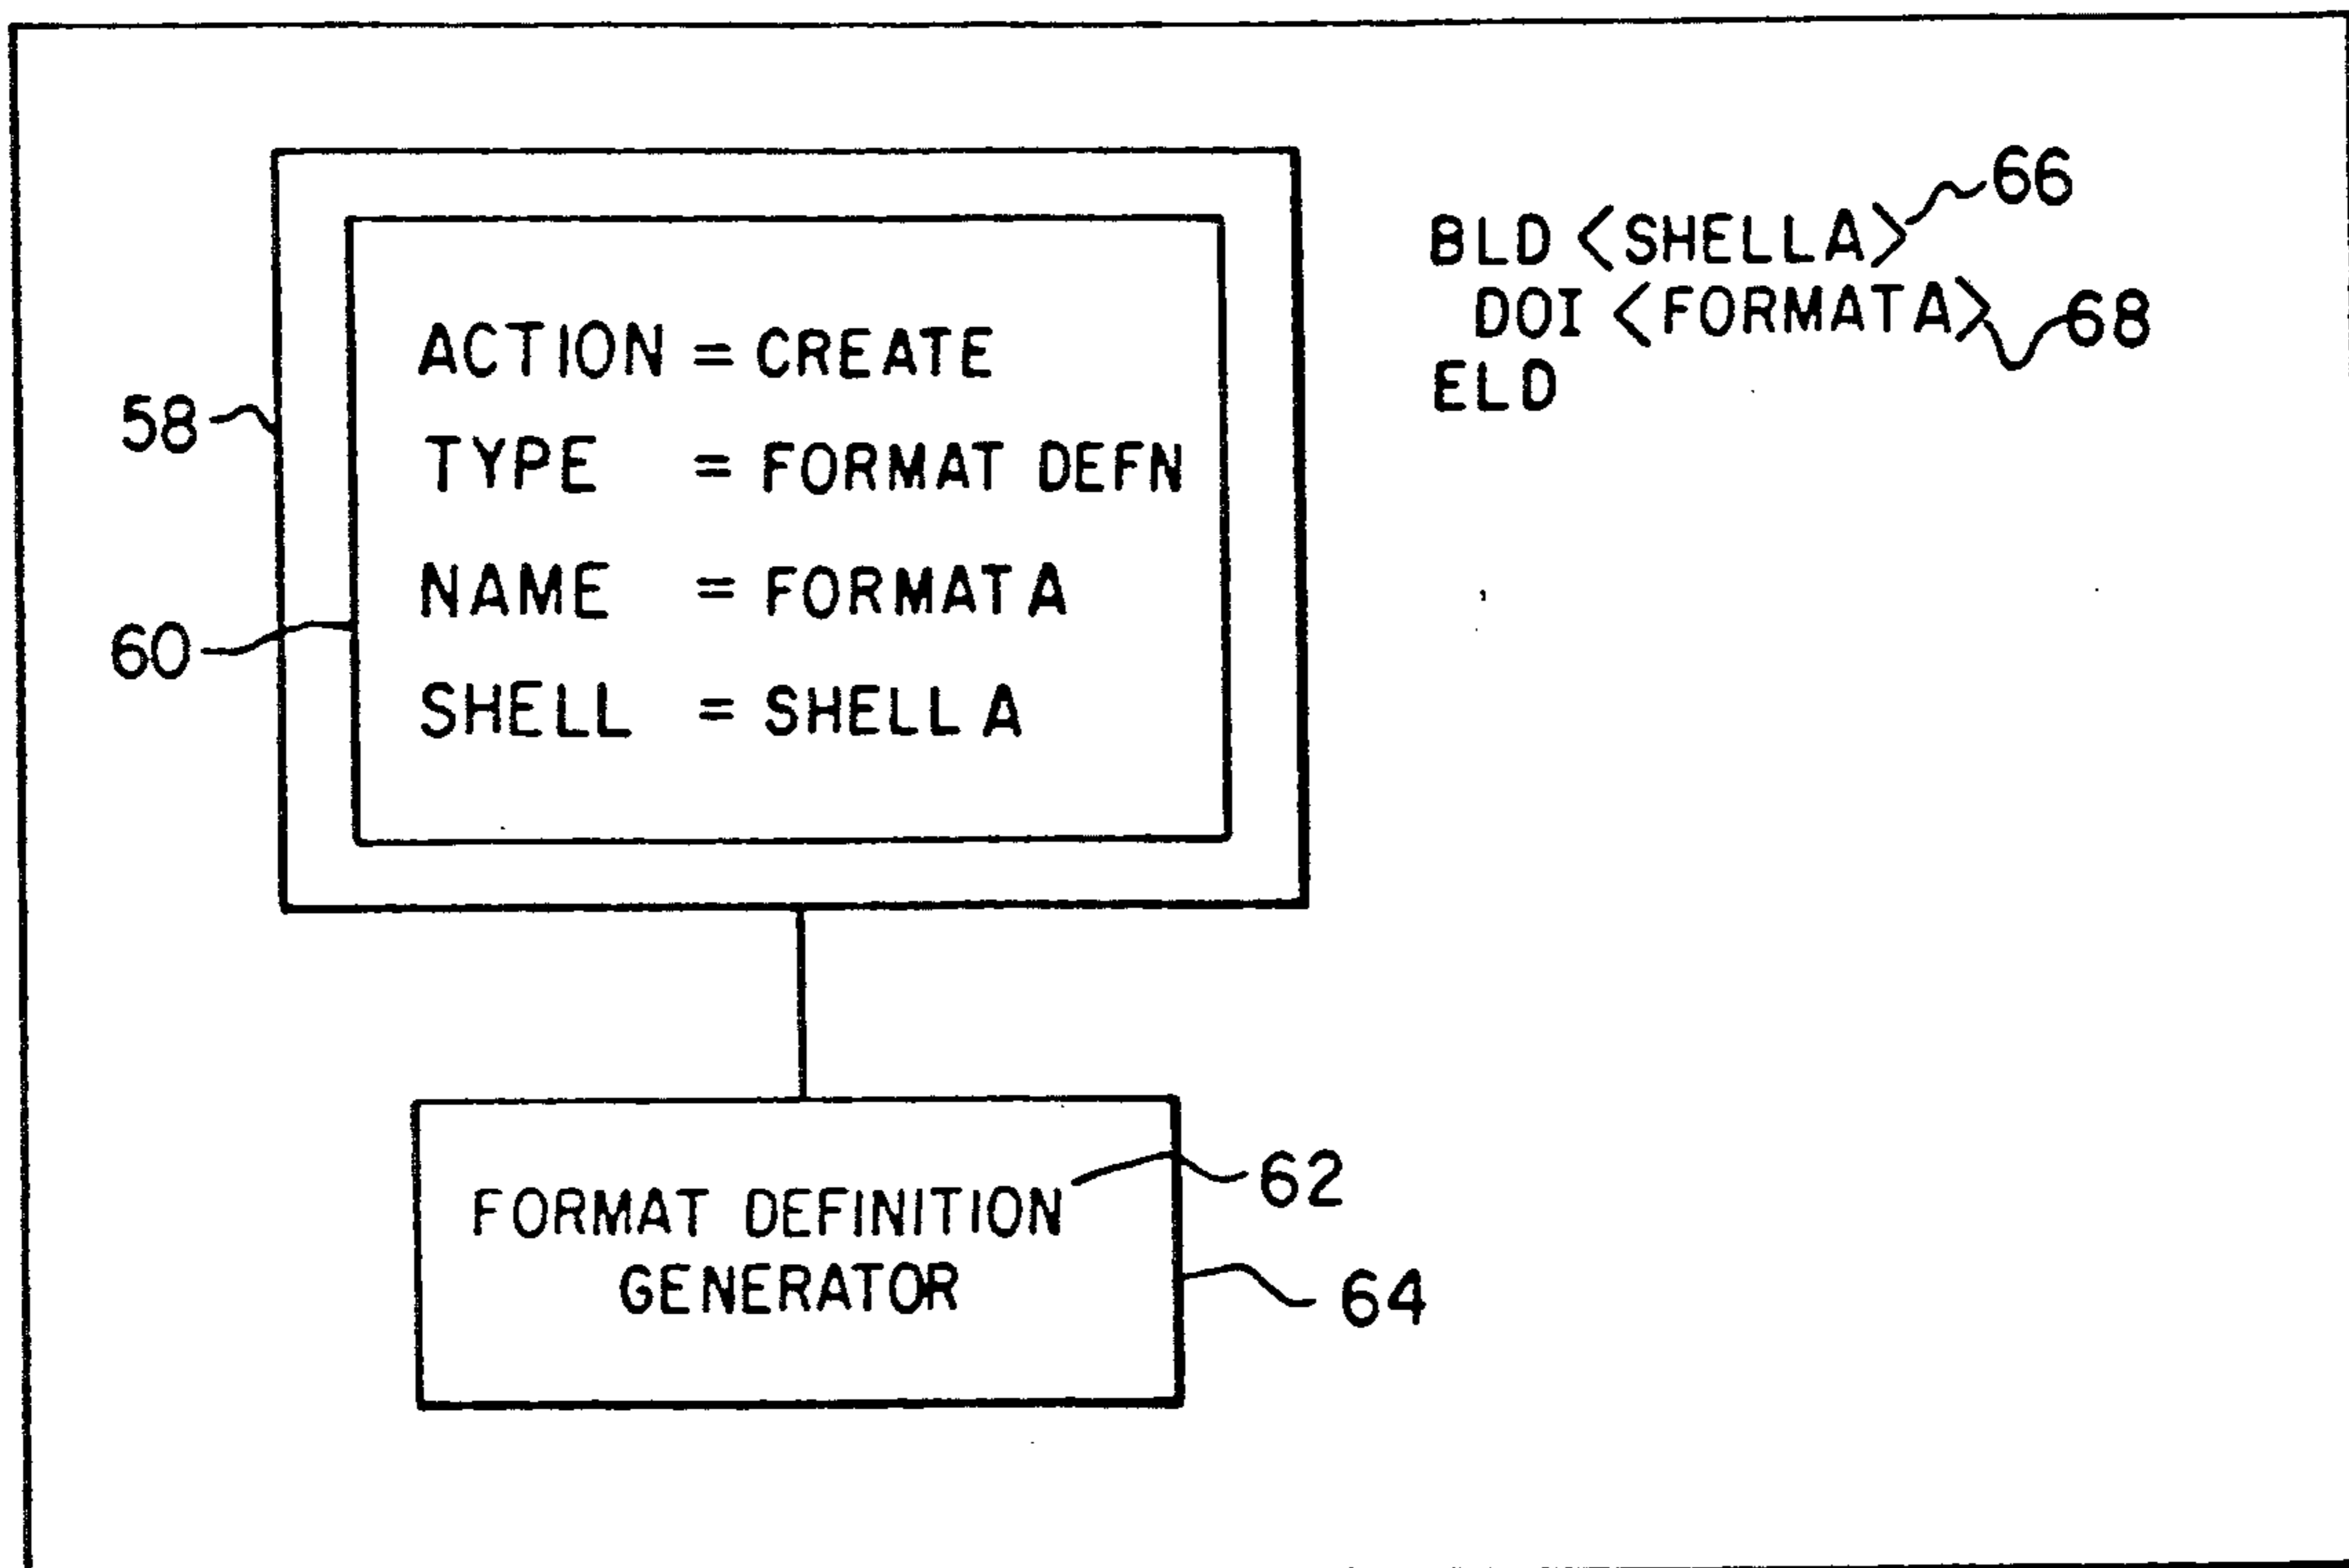 ACTION = CREATE
TYPE = FORMAT DEFN
NAME = FORMAT A
SHELL = SHELL A
58
60
BLD <SHELLA>
66
DOI <FORMATA>
68
ELD
FORMAT DEFINITION
GENERATOR
62
64